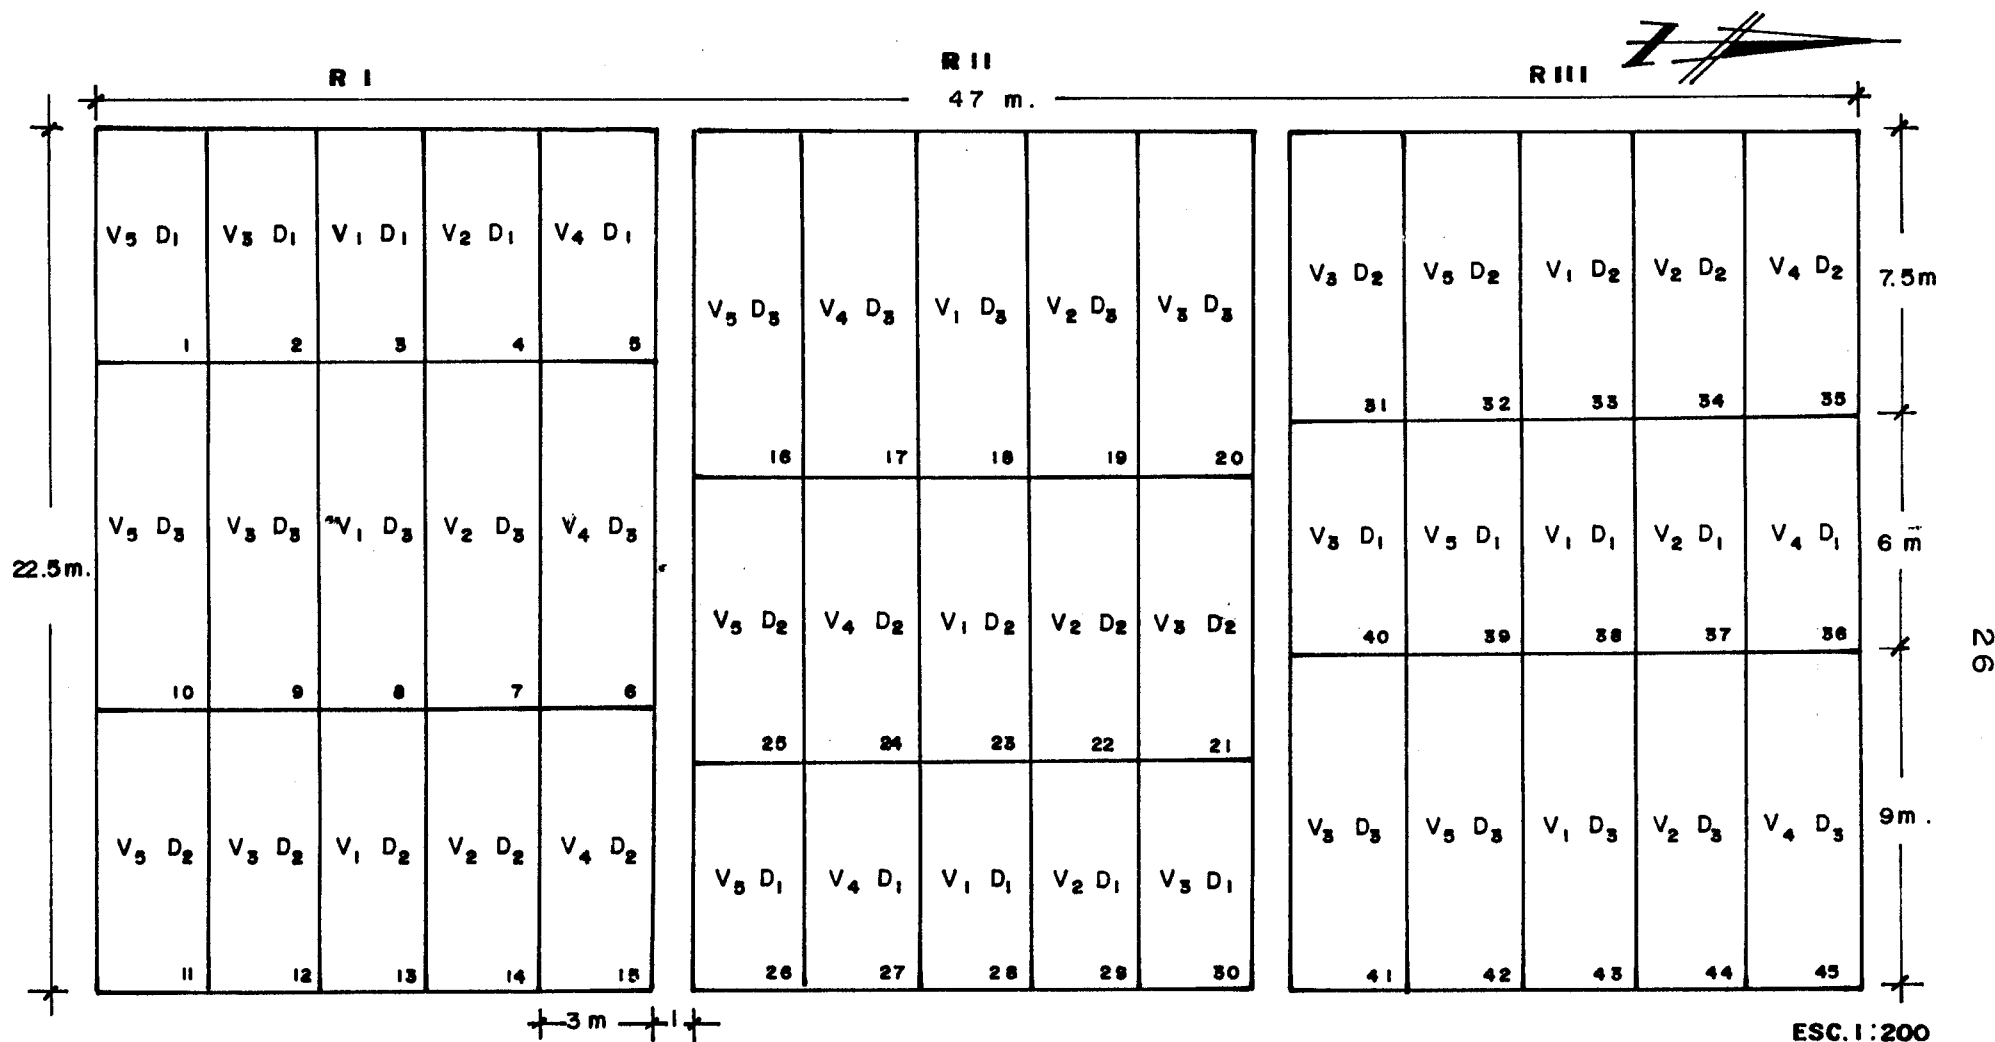 R I
R II
R III
N
47 m.
V5 D1 V3 D1 V1 D1 V2 D1 V4 D1
1 2 3 4 5
V5 D3 V3 D3 V1 D3 V2 D3 V4 D3
10 9 8 7 6
V5 D2 V3 D2 V1 D2 V2 D2 V4 D2
11 12 13 14 15
22.5m.
V5 D3 V4 D3 V1 D3 V2 D3 V3 D3
16 17 18 19 20
V5 D2 V4 D2 V1 D2 V2 D2 V3 D2
25 24 23 22 21
V5 D1 V4 D1 V1 D1 V2 D1 V3 D1
26 27 28 29 30
V3 D2 V5 D2 V1 D2 V2 D2 V4 D2
31 32 33 34 35
V3 D1 V5 D1 V1 D1 V2 D1 V4 D1
40 39 38 37 36
V3 D3 V5 D3 V1 D3 V2 D3 V4 D3
41 42 43 44 45
7.5m
6 m
9m.
3 m
1
26
ESC. 1:200